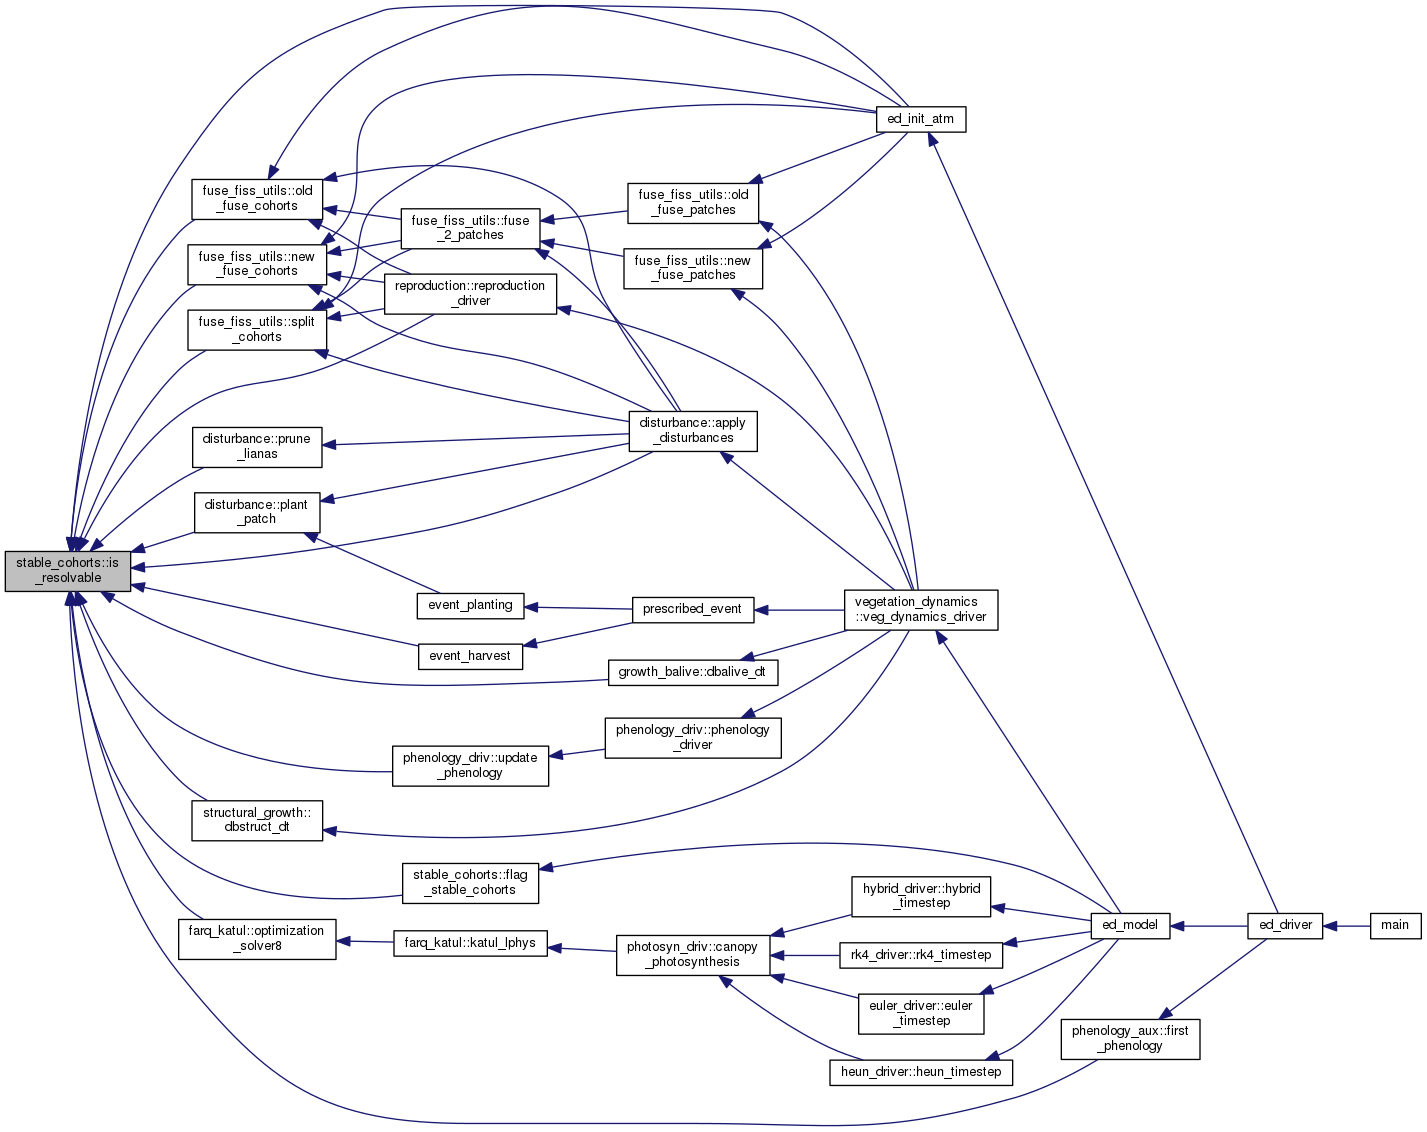 ed_init_atm
fuse_fiss_utils::old
_fuse_cohorts
fuse_fiss_utils::old
_fuse_patches
fuse_fiss_utils::fuse
_2_patches
fuse_fiss_utils::new
_fuse_cohorts
fuse_fiss_utils::new
_fuse_patches
reproduction::reproduction
_driver
fuse_fiss_utils::split
_cohorts
disturbance::apply
_disturbances
disturbance::prune
_lianas
disturbance::plant
_patch
stable_cohorts::is
_resolvable
event_planting
prescribed_event
vegetation_dynamics
::veg_dynamics_driver
event_harvest
growth_balive::dbalive_dt
phenology_driv::phenology
_driver
phenology_driv::update
_phenology
structural_growth::
dbstruct_dt
stable_cohorts::flag
_stable_cohorts
hybrid_driver::hybrid
_timestep
farq_katul::optimization
_solver8
farq_katul::katul_lphys
photosyn_driv::canopy
_photosynthesis
rk4_driver::rk4_timestep
ed_model
ed_driver
main
euler_driver::euler
_timestep
phenology_aux::first
_phenology
heun_driver::heun_timestep